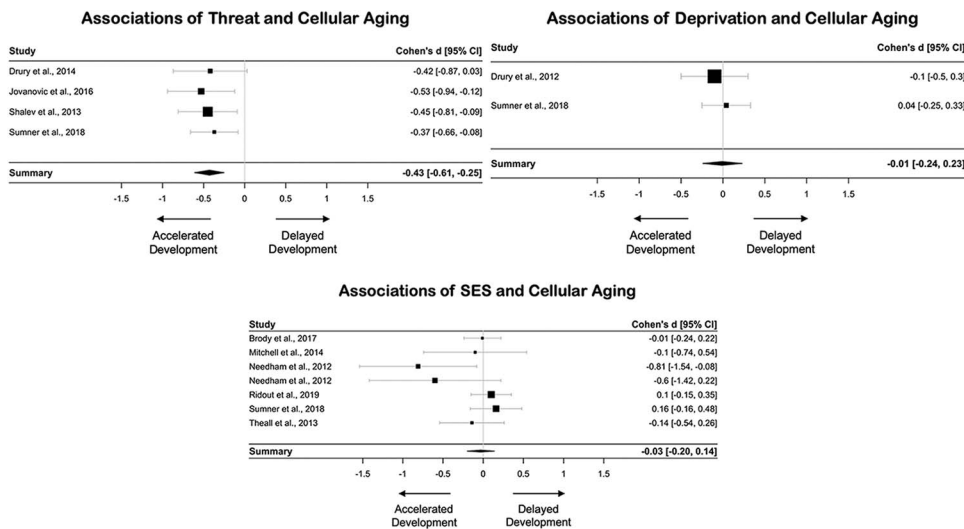 Associations of Threat and Cellular Aging
Study Cohen's d [95% CI]
Drury et al., 2014 -0.42 [-0.87, 0.03]
Jovanovic et al., 2016 -0.53 [-0.94, -0.12]
Shalev et al., 2013 -0.45 [-0.81, -0.09]
Sumner et al., 2018 -0.37 [-0.66, -0.08]
Summary -0.43 [-0.61, -0.25]
-1.5 -1 -0.5 0 0.5 1 1.5
Accelerated Delayed
Development Development
Associations of Deprivation and Cellular Aging
Study Cohen's d [95% CI]
Drury et al., 2012 -0.1 [-0.5, 0.3]
Sumner et al., 2018 0.04 [-0.25, 0.33]
Summary -0.01 [-0.24, 0.23]
-1.5 -1 -0.5 0 0.5 1 1.5
Accelerated Delayed
Development Development
Associations of SES and Cellular Aging
Study Cohen's d [95% CI]
Brody et al., 2017 -0.01 [-0.24, 0.22]
Mitchell et al., 2014 -0.1 [-0.74, 0.54]
Needham et al., 2012 -0.81 [-1.54, -0.08]
Needham et al., 2012 -0.6 [-1.42, 0.22]
Ridout et al., 2019 0.1 [-0.15, 0.35]
Sumner et al., 2018 0.16 [-0.16, 0.48]
Theall et al., 2013 -0.14 [-0.54, 0.26]
Summary -0.03 [-0.20, 0.14]
-1.5 -1 -0.5 0 0.5 1 1.5
Accelerated Delayed
Development Development